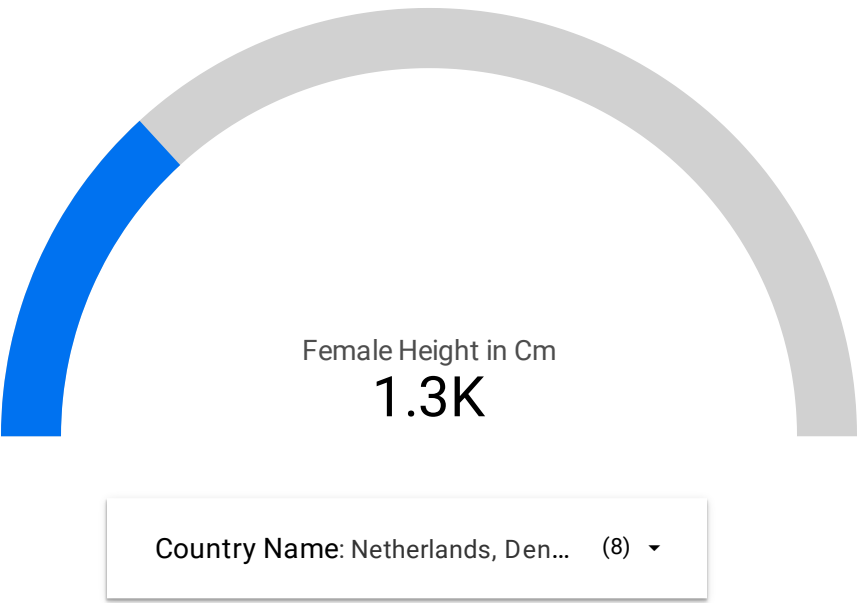 Female Height in Cm
1.3K
Country Name: Netherlands, Den... (8)